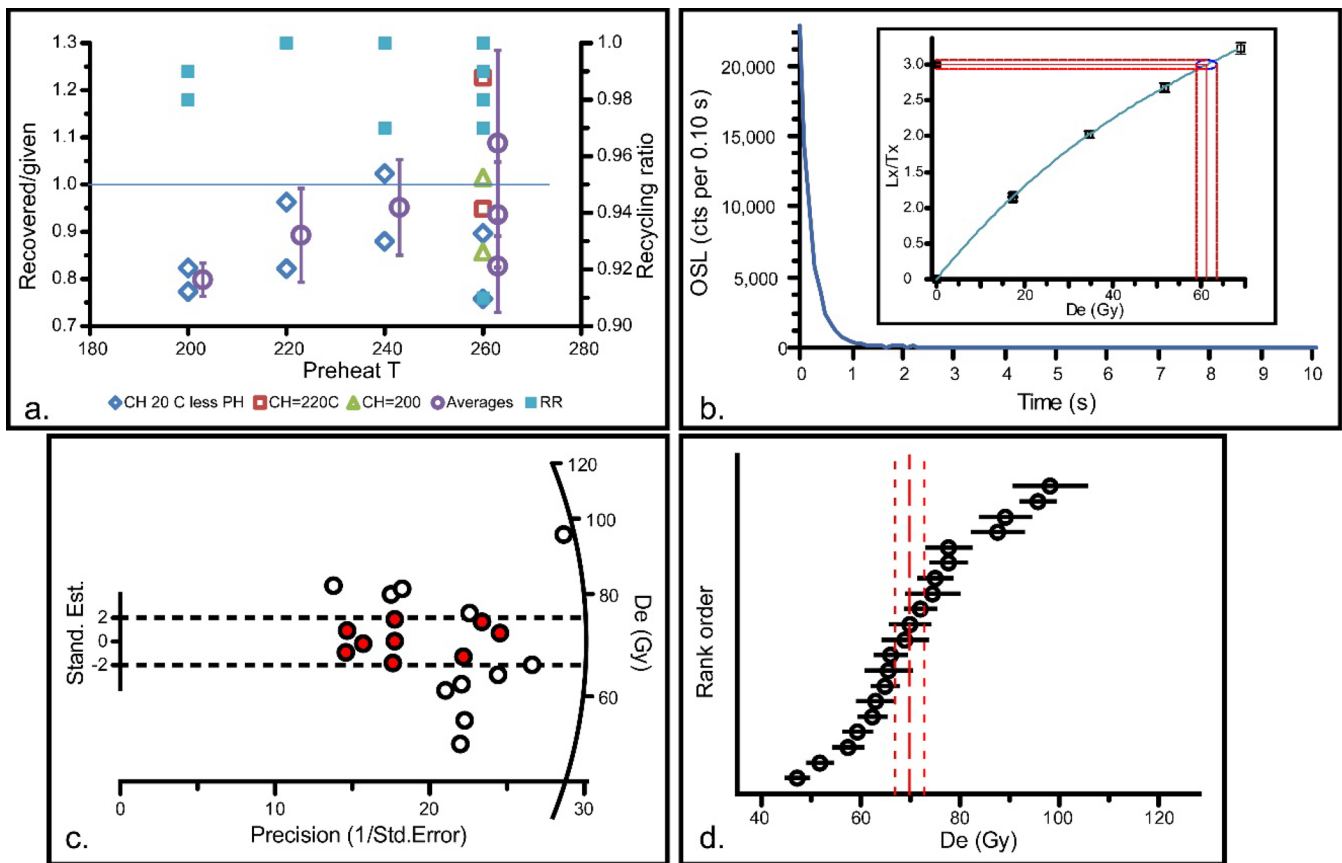 1.3
1.2
1.1
1.0
0.9
0.8
0.7
Recovered/given
1.0
0.98
0.96
0.94
0.92
0.90
Recycling ratio
180 200 220 240 260 280
Preheat T
CH 20 C less PH CH=220C CH=200 Averages RR
a.
20,000
15,000
10,000
5,000
0
OSL (cts per 0.10 s)
0 1 2 3 4 5 6 7 8 9 10
Time (s)
b.
3.0
2.5
2.0
2.0
0.5
0
Lx/Tx
0 20 40 60
De (Gy)
120
100
80
60
De (Gy)
Stand. Est.
2
0
-2
0 10 20 30
Precision (1/Std.Error)
c.
Rank order
40 60 80 100 120
De (Gy)
d.